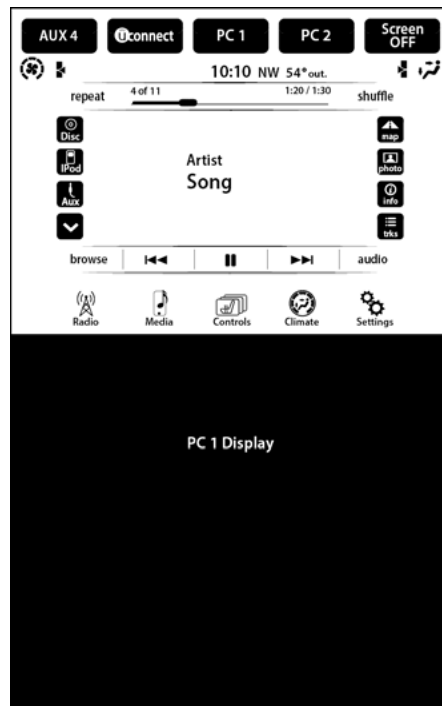 AUX 4
uconnect
PC 1
PC 2
Screen
OFF
10:10 NW 54° out.
repeat
4 of 11
1:20 / 1:30
shuffle
Disc
map
iPod
photo
Artist
Song
Aux
info
trks
browse
audio
Radio
Media
Controls
Climate
Settings
PC 1 Display